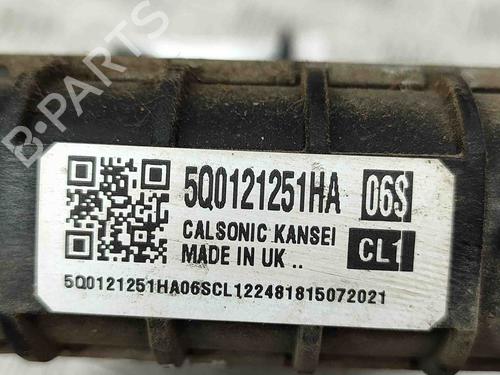 B-PARTS
5Q0121251HA 06S
CALSONIC KANSEI
MADE IN UK .. CL1
5Q0121251HA06SCL122481815072021